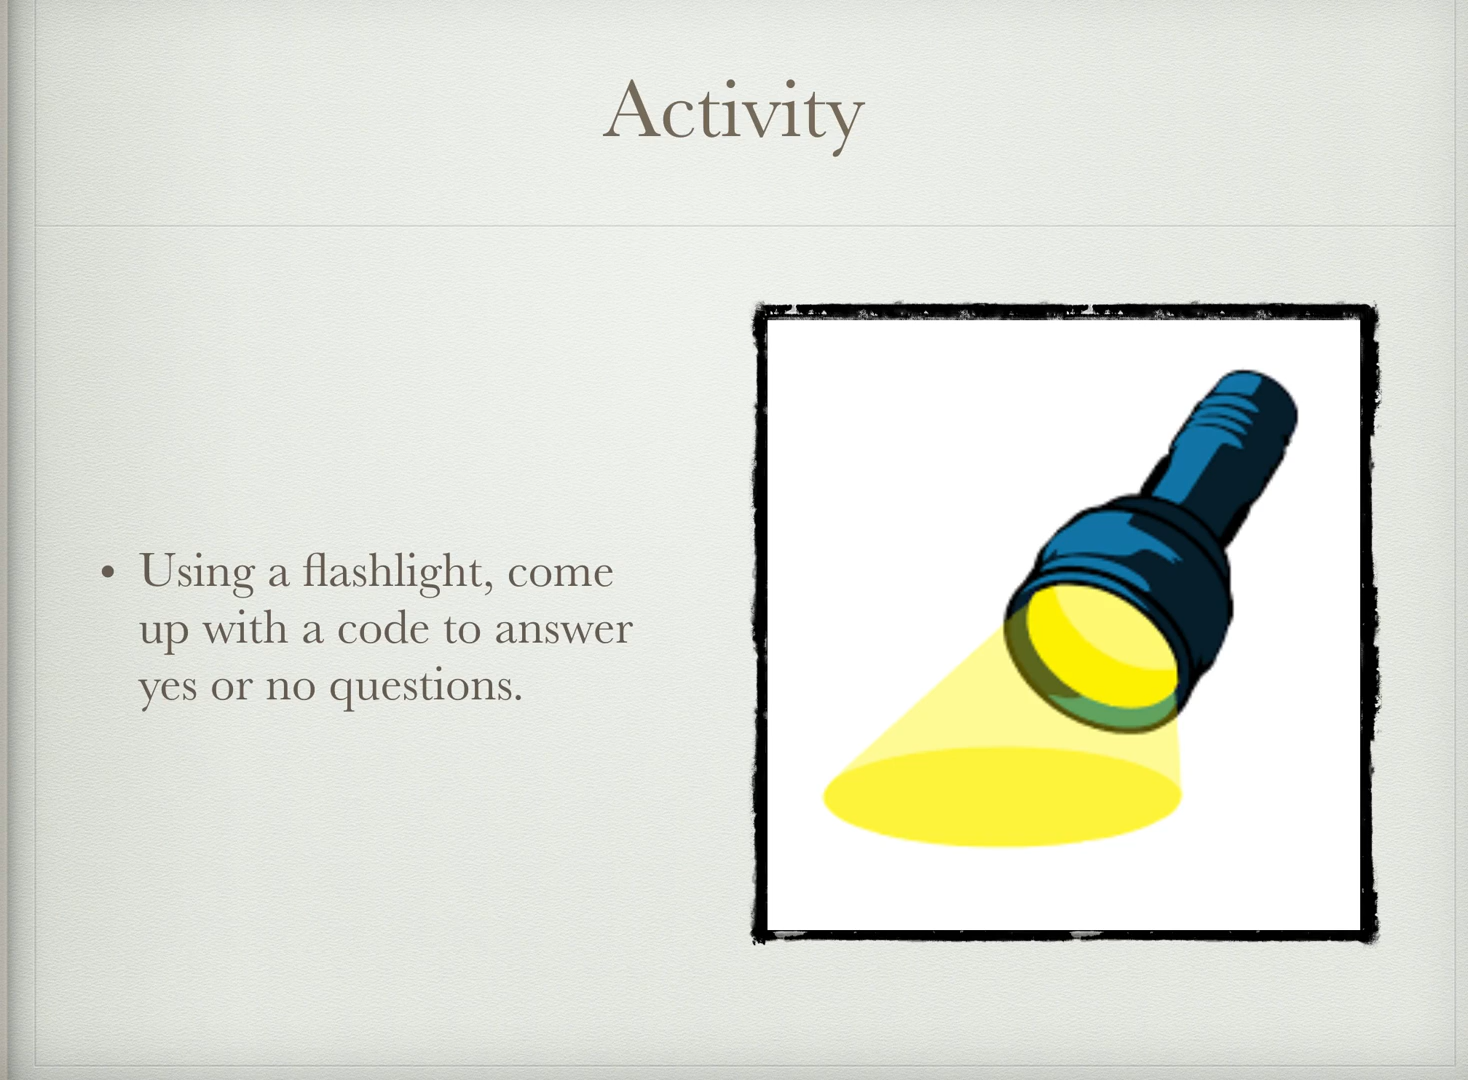 Activity
• Using a flashlight, come
up with a code to answer
yes or no questions.